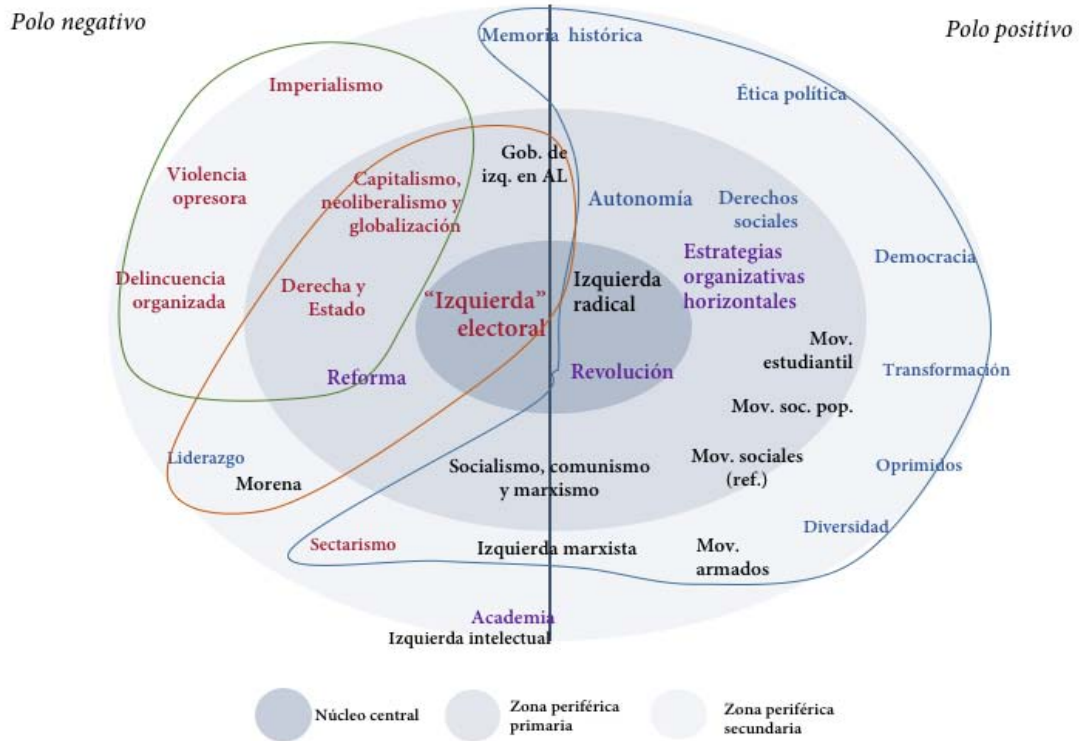 Polo negativo
Polo positivo
Memoria histórica
Imperialismo
Ética política
Violencia
opresora
Capitalismo,
neoliberalismo y
globalización
Gob. de
izq. en AL
Autonomía
Derechos
sociales
Delincuencia
organizada
Derecha y
Estado
“Izquierda”
electoral
Izquierda
radical
Estrategias
organizativas
horizontales
Democracia
Reforma
Revolución
Mov.
estudiantil
Transformación
Mov. soc. pop.
Liderazgo
Morena
Socialismo, comunismo
y marxismo
Mov. sociales
(ref.)
Oprimidos
Diversidad
Sectarismo
Izquierda marxista
Mov.
armados
Academia
Izquierda intelectual
Núcleo central
Zona periférica
primaria
Zona periférica
secundaria